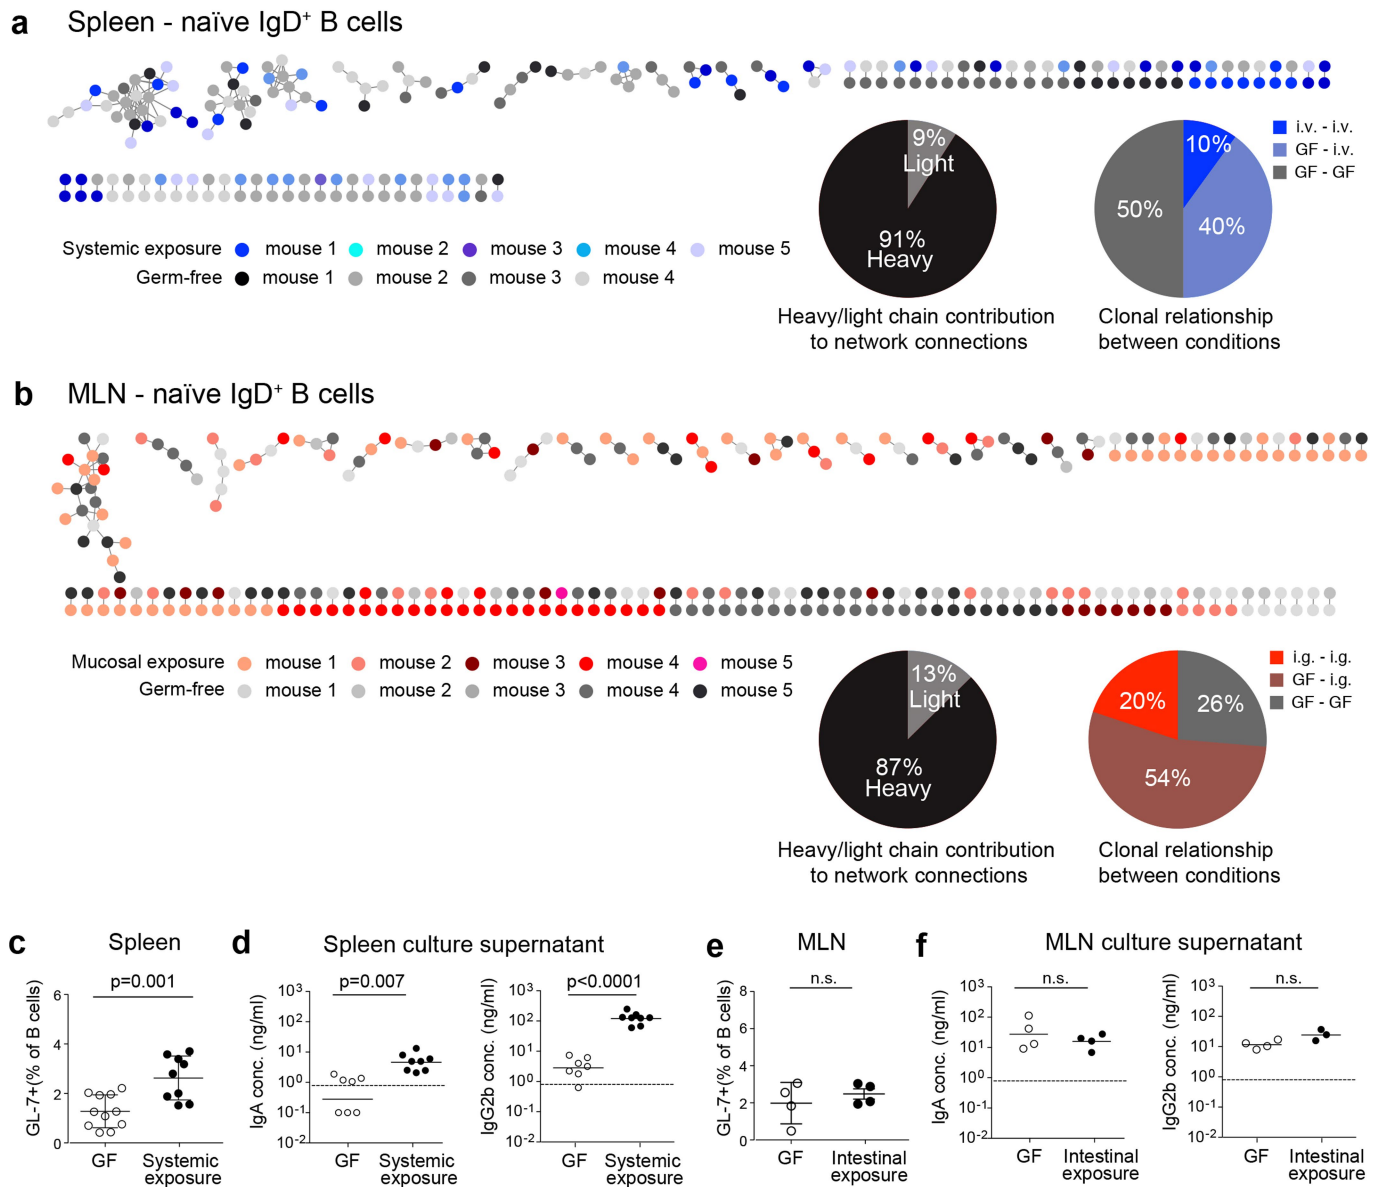 a Spleen - naïve IgD⁺ B cells
9%
Light
91%
Heavy
Heavy/light chain contribution
to network connections
10%
50%
40%
i.v. - i.v.
GF - i.v.
GF - GF
Clonal relationship
between conditions
Systemic exposure mouse 1 mouse 2 mouse 3 mouse 4 mouse 5
Germ-free mouse 1 mouse 2 mouse 3 mouse 4
b MLN - naïve IgD⁺ B cells
Mucosal exposure mouse 1 mouse 2 mouse 3 mouse 4 mouse 5
Germ-free mouse 1 mouse 2 mouse 3 mouse 4 mouse 5
13%
Light
87%
Heavy
Heavy/light chain contribution
to network connections
20%
26%
54%
i.g. - i.g.
GF - i.g.
GF - GF
Clonal relationship
between conditions
c Spleen
p=0.001
GL-7+(% of B cells)
6
4
2
0
GF
Systemic
exposure
d Spleen culture supernatant
p=0.007
IgA conc. (ng/ml)
10³
10²
10¹
10⁰
10⁻¹
10⁻²
GF
Systemic
exposure
p<0.0001
IgG2b conc. (ng/ml)
10³
10²
10¹
10⁰
10⁻¹
10⁻²
GF
Systemic
exposure
e MLN
n.s.
GL-7+(% of B cells)
8
6
4
2
0
GF
Intestinal
exposure
f MLN culture supernatant
n.s.
IgA conc. (ng/ml)
10³
10²
10¹
10⁰
10⁻¹
10⁻²
GF
Intestinal
exposure
n.s.
IgG2b conc. (ng/ml)
10³
10²
10¹
10⁰
10⁻¹
10⁻²
GF
Intestinal
exposure